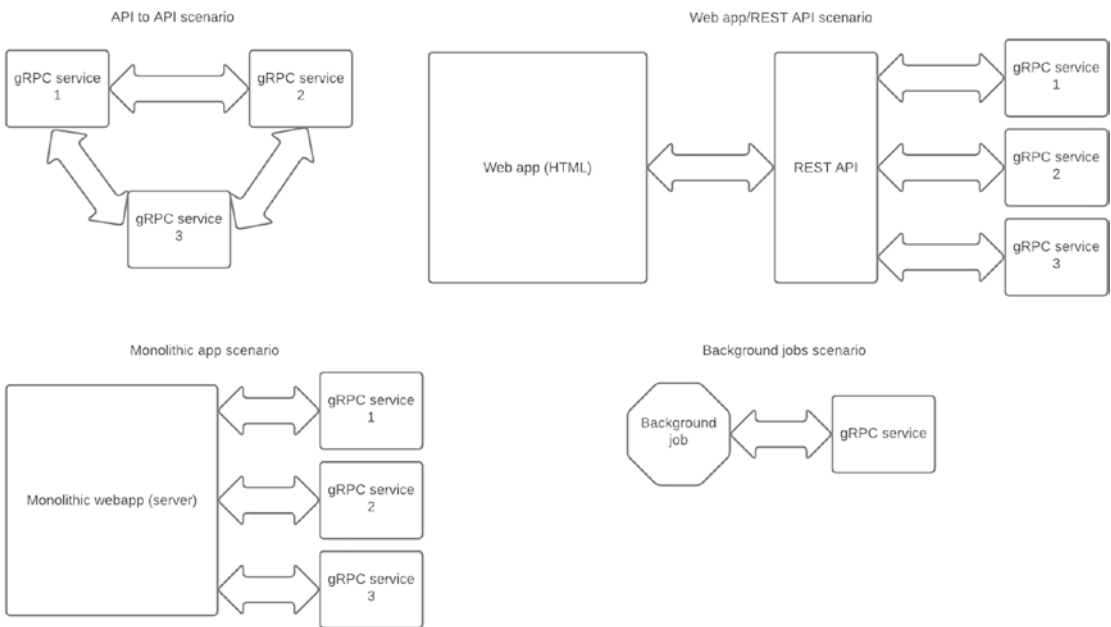 API to API scenario
gRPC service
1
gRPC service
2
gRPC service
3
Web app/REST API scenario
Web app (HTML)
REST API
gRPC service
1
gRPC service
2
gRPC service
3
Monolithic app scenario
Monolithic webapp (server)
gRPC service
1
gRPC service
2
gRPC service
3
Background jobs scenario
Background
job
gRPC service